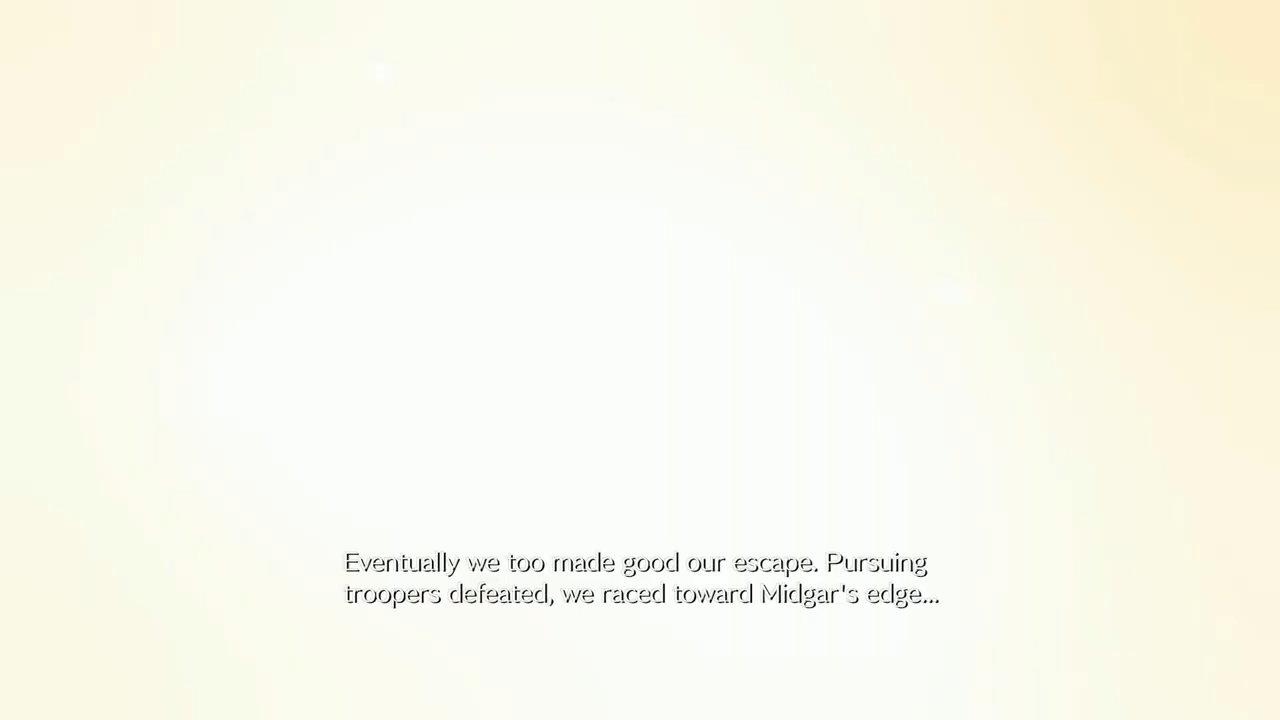 Eventually we too made good our escape. Pursuing
troopers defeated, we raced toward Midgar's edge...